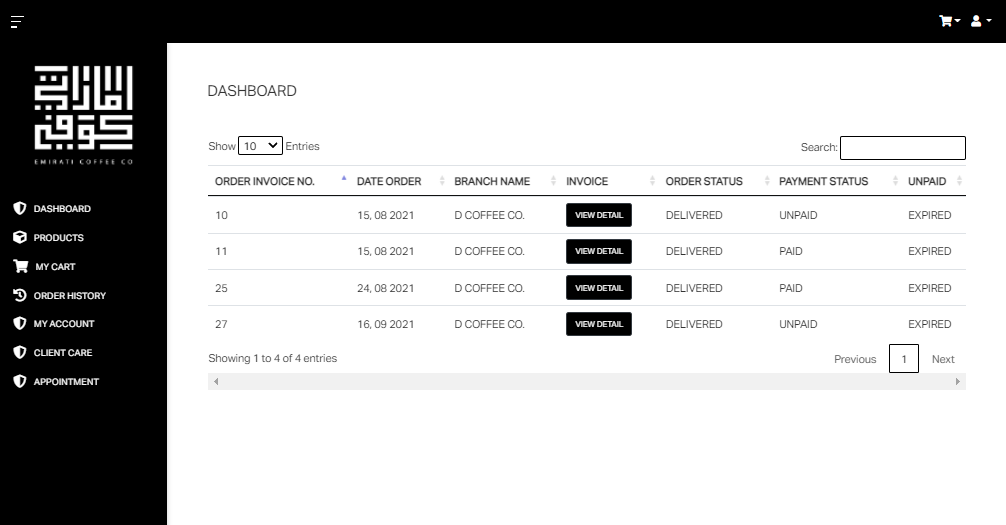 الإماراتي
كوفي
EMIRATI COFFEE CO
DASHBOARD
PRODUCTS
MY CART
ORDER HISTORY
MY ACCOUNT
CLIENT CARE
APPOINTMENT
DASHBOARD
Show 10 Entries
Search:
ORDER INVOICE NO. DATE ORDER BRANCH NAME INVOICE ORDER STATUS PAYMENT STATUS UNPAID
10 15, 08 2021 D COFFEE CO. VIEW DETAIL DELIVERED UNPAID EXPIRED
11 15, 08 2021 D COFFEE CO. VIEW DETAIL DELIVERED PAID EXPIRED
25 24, 08 2021 D COFFEE CO. VIEW DETAIL DELIVERED PAID EXPIRED
27 16, 09 2021 D COFFEE CO. VIEW DETAIL DELIVERED UNPAID EXPIRED
Showing 1 to 4 of 4 entries
Previous 1 Next